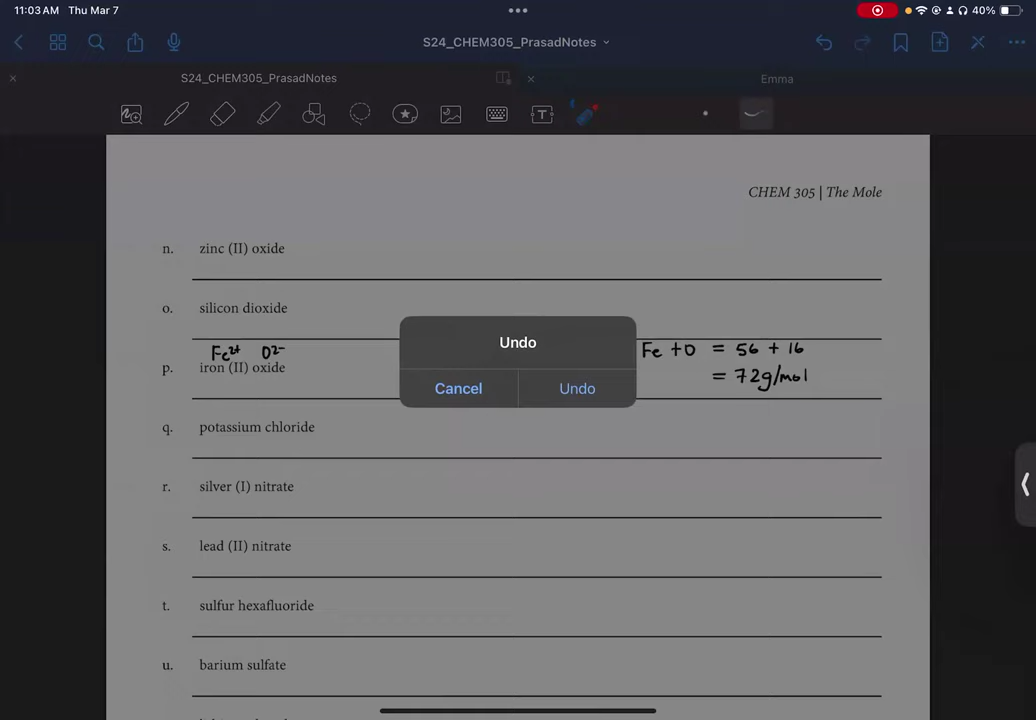 11:03 AM Thu Mar 7
40%
S24_CHEM305_PrasadNotes
S24_CHEM305_PrasadNotes
Emma
T
CHEM 305 | The Mole
n. zinc (II) oxide
o. silicon dioxide
Fe²⁺ O²⁻
p. iron (II) oxide
Fe + O = 56 + 16
= 72g/mol
Undo
Cancel Undo
q. potassium chloride
r. silver (I) nitrate
s. lead (II) nitrate
t. sulfur hexafluoride
u. barium sulfate